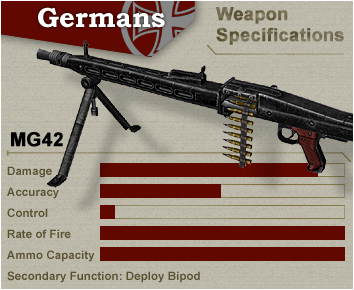 Germans
Weapon
Specifications
MG42
Damage
Accuracy
Control
Rate of Fire
Ammo Capacity
Secondary Function: Deploy Bipod